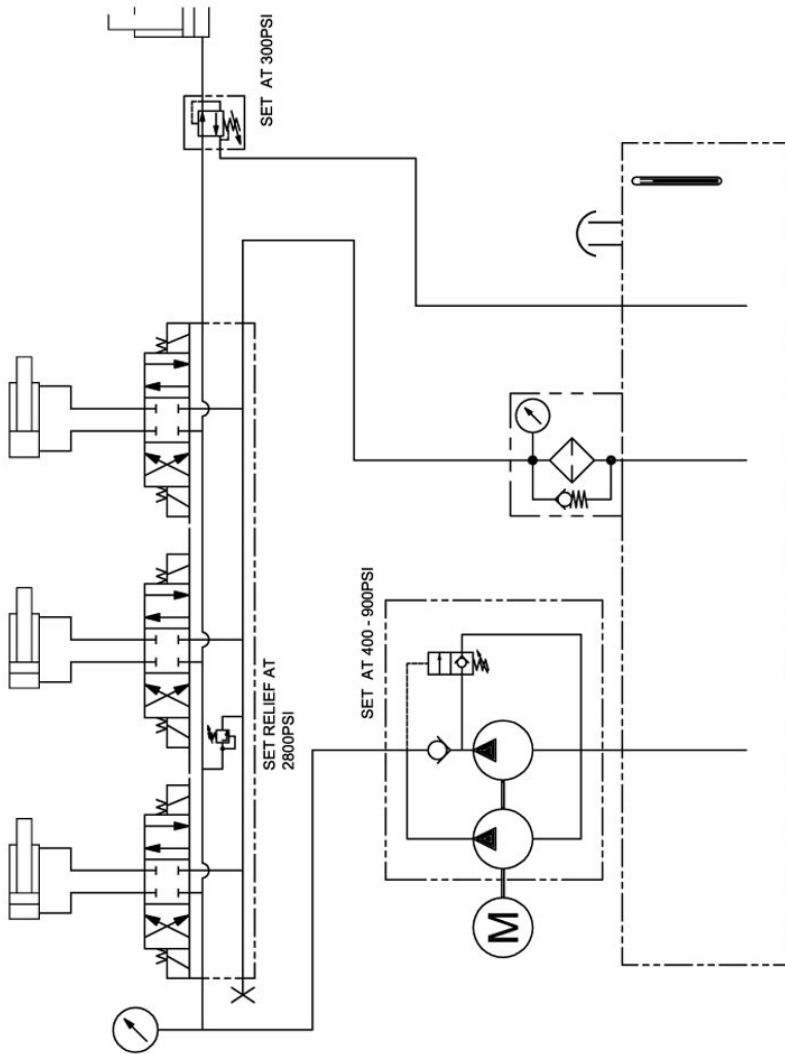 SET AT 300PSI
SET RELIEF AT
2800PSI
SET AT 400 - 900PSI
M